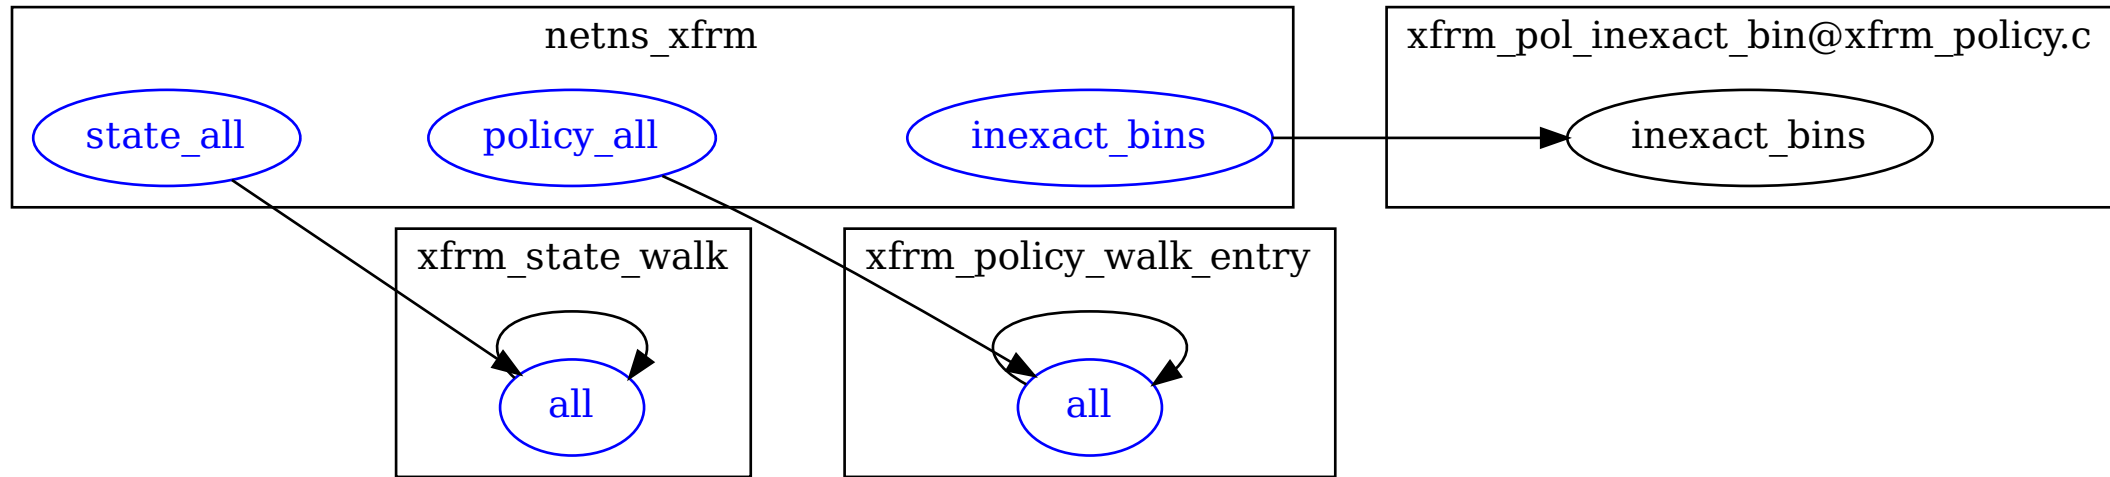 netns_xfrm
xfrm_pol_inexact_bin@xfrm_policy.c
state_all
policy_all
inexact_bins
inexact_bins
xfrm_state_walk
xfrm_policy_walk_entry
all
all